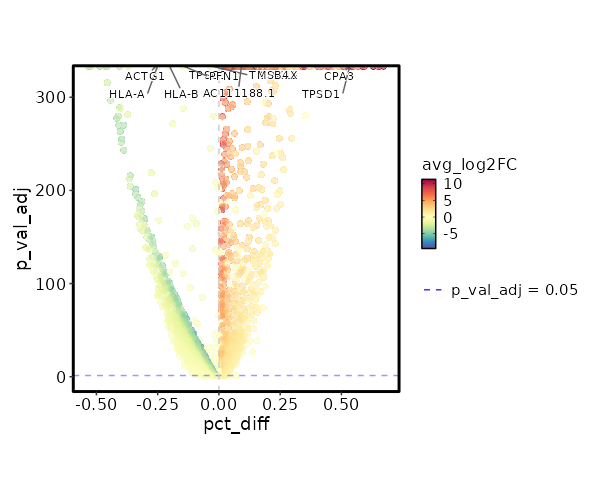 ACTG1
TPT1
PFN1
TMSB4X
CPA3
HLA-A
HLA-B
AC111188.1
TPSD1
300
200
100
0
p_val_adj
-0.50
-0.25
0.00
0.25
0.50
pct_diff
avg_log2FC
10
5
0
-5
p_val_adj = 0.05